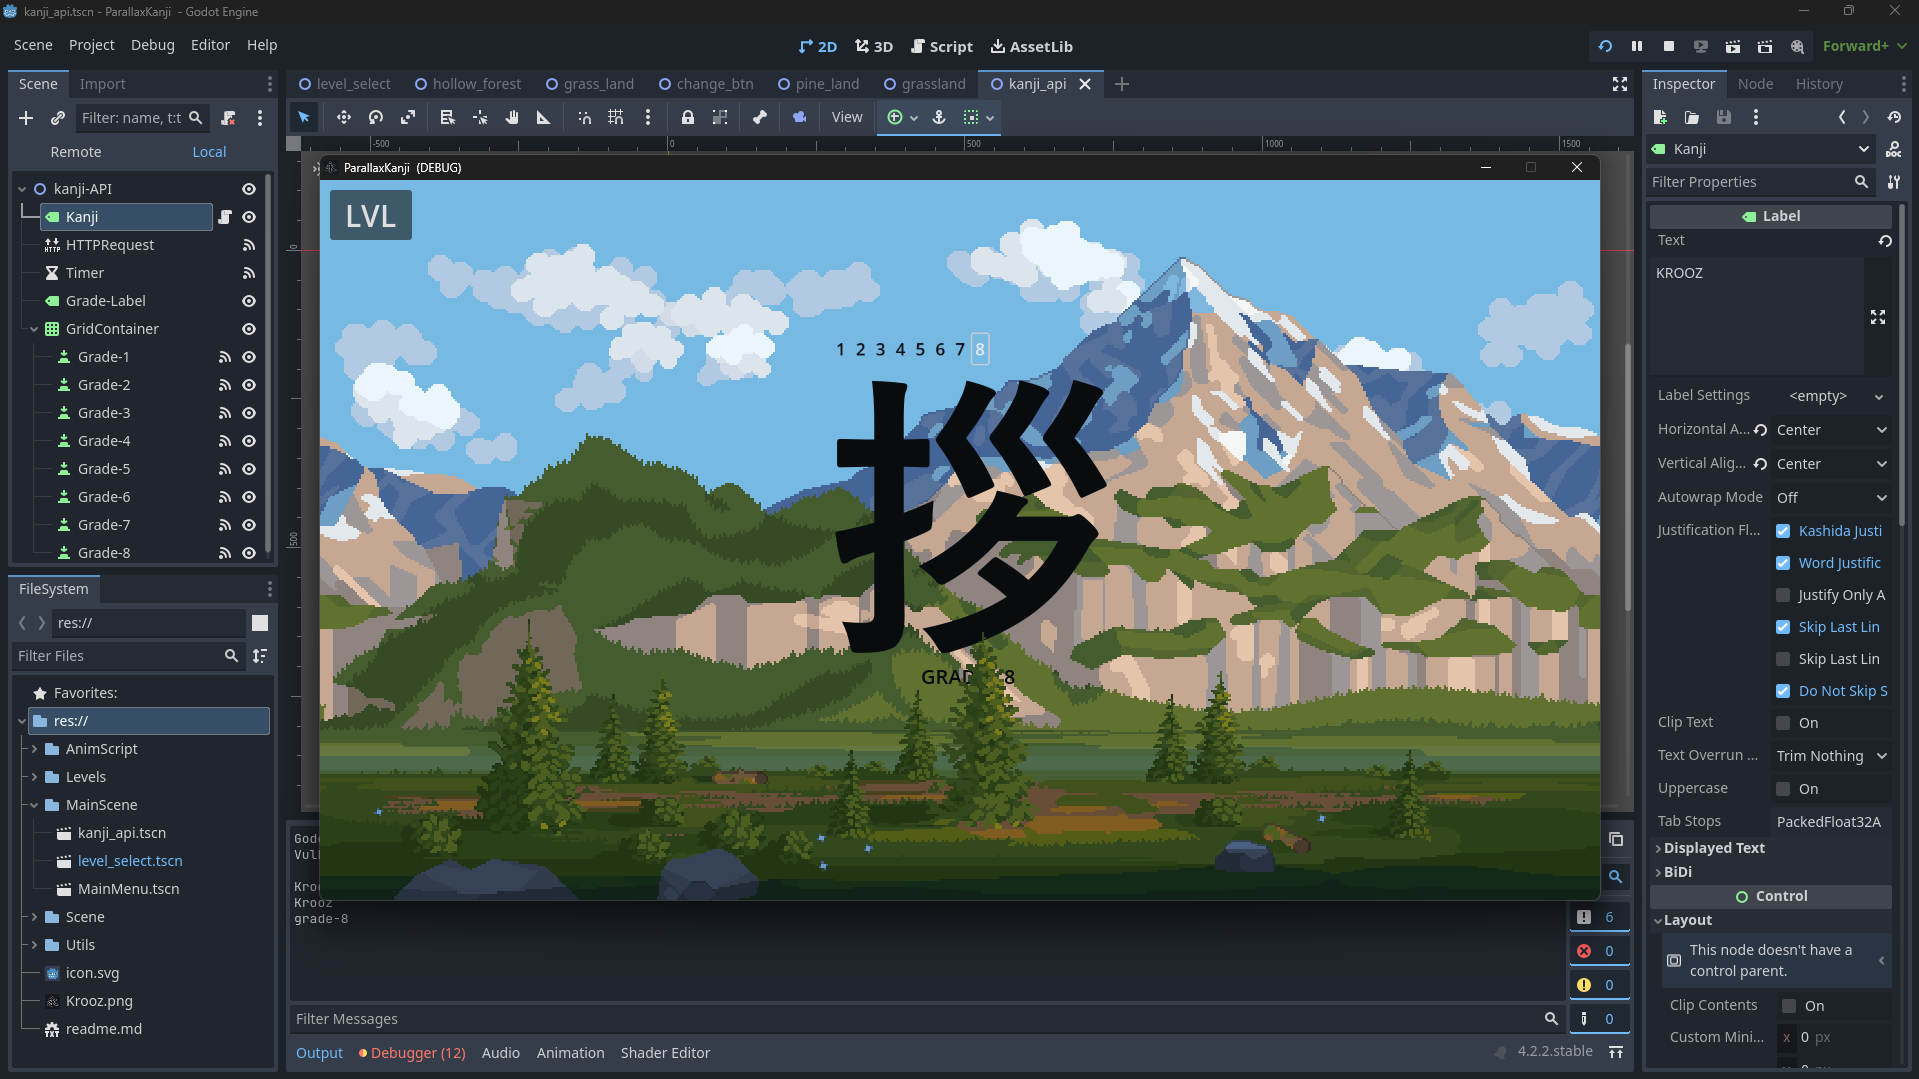 kanji_api.tscn - ParallaxKanji - Godot Engine
Scene Project Debug Editor Help
2D 3D Script AssetLib
Forward+
Scene Import
level_select hollow_forest grass_land change_btn pine_land grassland kanji_api
Inspector Node History
Filter: name, t:t
View
Remote Local
-500 0 500 1000 1500
0
500
kanji-API
Kanji
HTTPRequest
Timer
Grade-Label
GridContainer
Grade-1
Grade-2
Grade-3
Grade-4
Grade-5
Grade-6
Grade-7
Grade-8
FileSystem
res://
Filter Files
Favorites:
res://
AnimScript
Levels
MainScene
kanji_api.tscn
level_select.tscn
MainMenu.tscn
Scene
Utils
icon.svg
Krooz.png
readme.md
ParallaxKanji (DEBUG)
LVL
1 2 3 4 5 6 7 8
拶
8
Krooz
grade-8
Filter Messages
6
0
0
0
Output Debugger (12) Audio Animation Shader Editor
4.2.2.stable
Kanji
DOC
Filter Properties
Label
Text
KROOZ
Label Settings <empty>
Horizontal A... Center
Vertical Alig... Center
Autowrap Mode Off
Justification Fl... Kashida Justi
Word Justific
Justify Only A
Skip Last Lin
Skip Last Lin
Do Not Skip S
Clip Text On
Text Overrun ... Trim Nothing
Uppercase On
Tab Stops PackedFloat32A
Displayed Text
BiDi
Control
Layout
This node doesn't have a
control parent.
Clip Contents On
Custom Mini... x 0 px